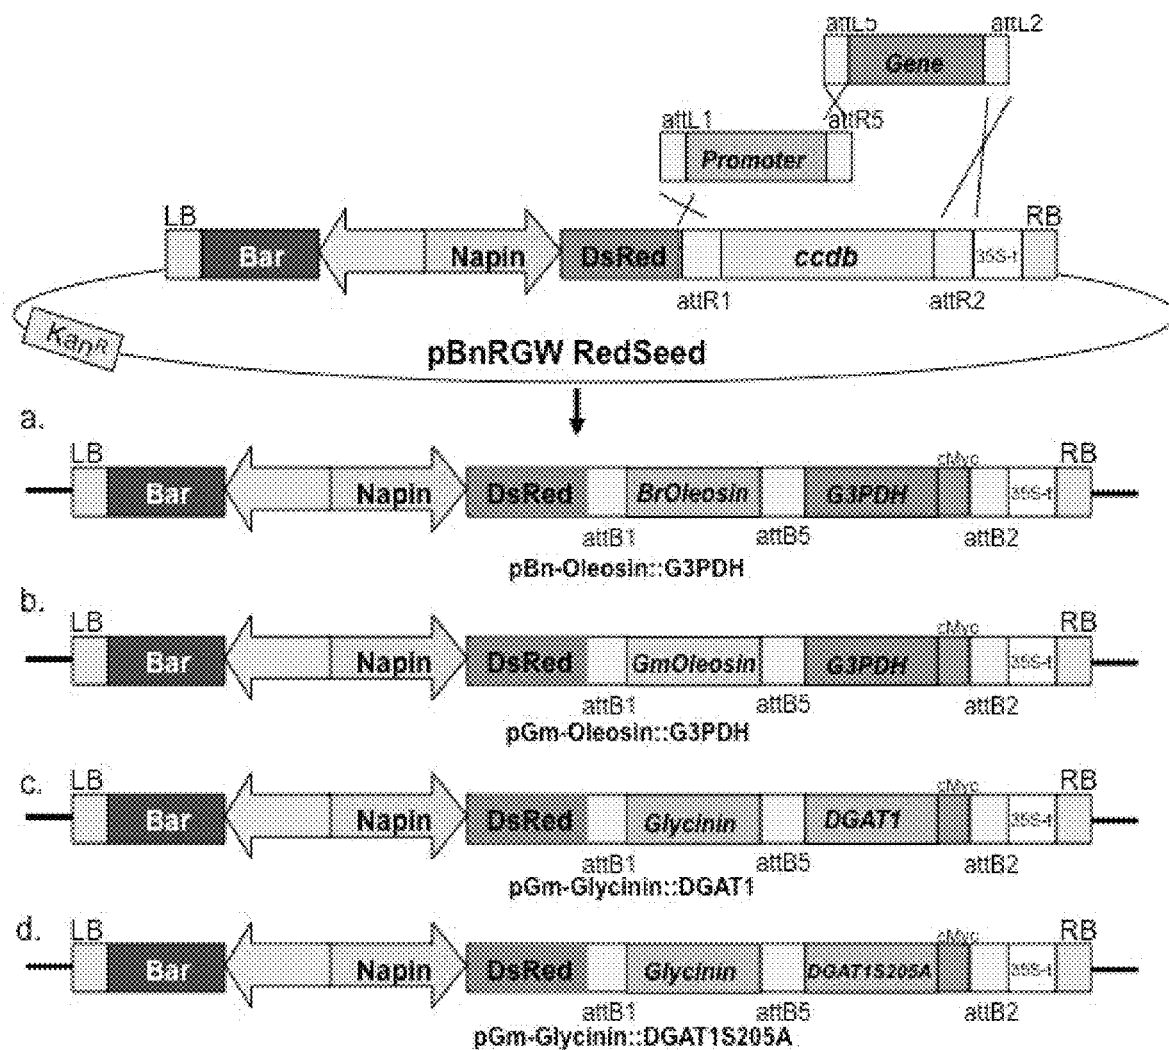 attL5 attL2
Gene
attL1 attR5
Promoter
LB RB
Bar Napin DsRed ccdb 35S-t
attR1 attR2
KanR
pBnRGW RedSeed
a.
LB cMyc RB
Bar Napin DsRed BrOleosin G3PDH 35S-t
attB1 attB5 attB2
pBn-Oleosin::G3PDH
b.
LB cMyc RB
Bar Napin DsRed GmOleosin G3PDH 35S-t
attB1 attB5 attB2
pGm-Oleosin::G3PDH
c.
LB cMyc RB
Bar Napin DsRed Glycinin DGAT1 35S-t
attB1 attB5 attB2
pGm-Glycinin::DGAT1
d.
LB cMyc RB
Bar Napin DsRed Glycinin DGAT1S205A 35S-t
attB1 attB5 attB2
pGm-Glycinin::DGAT1S205A